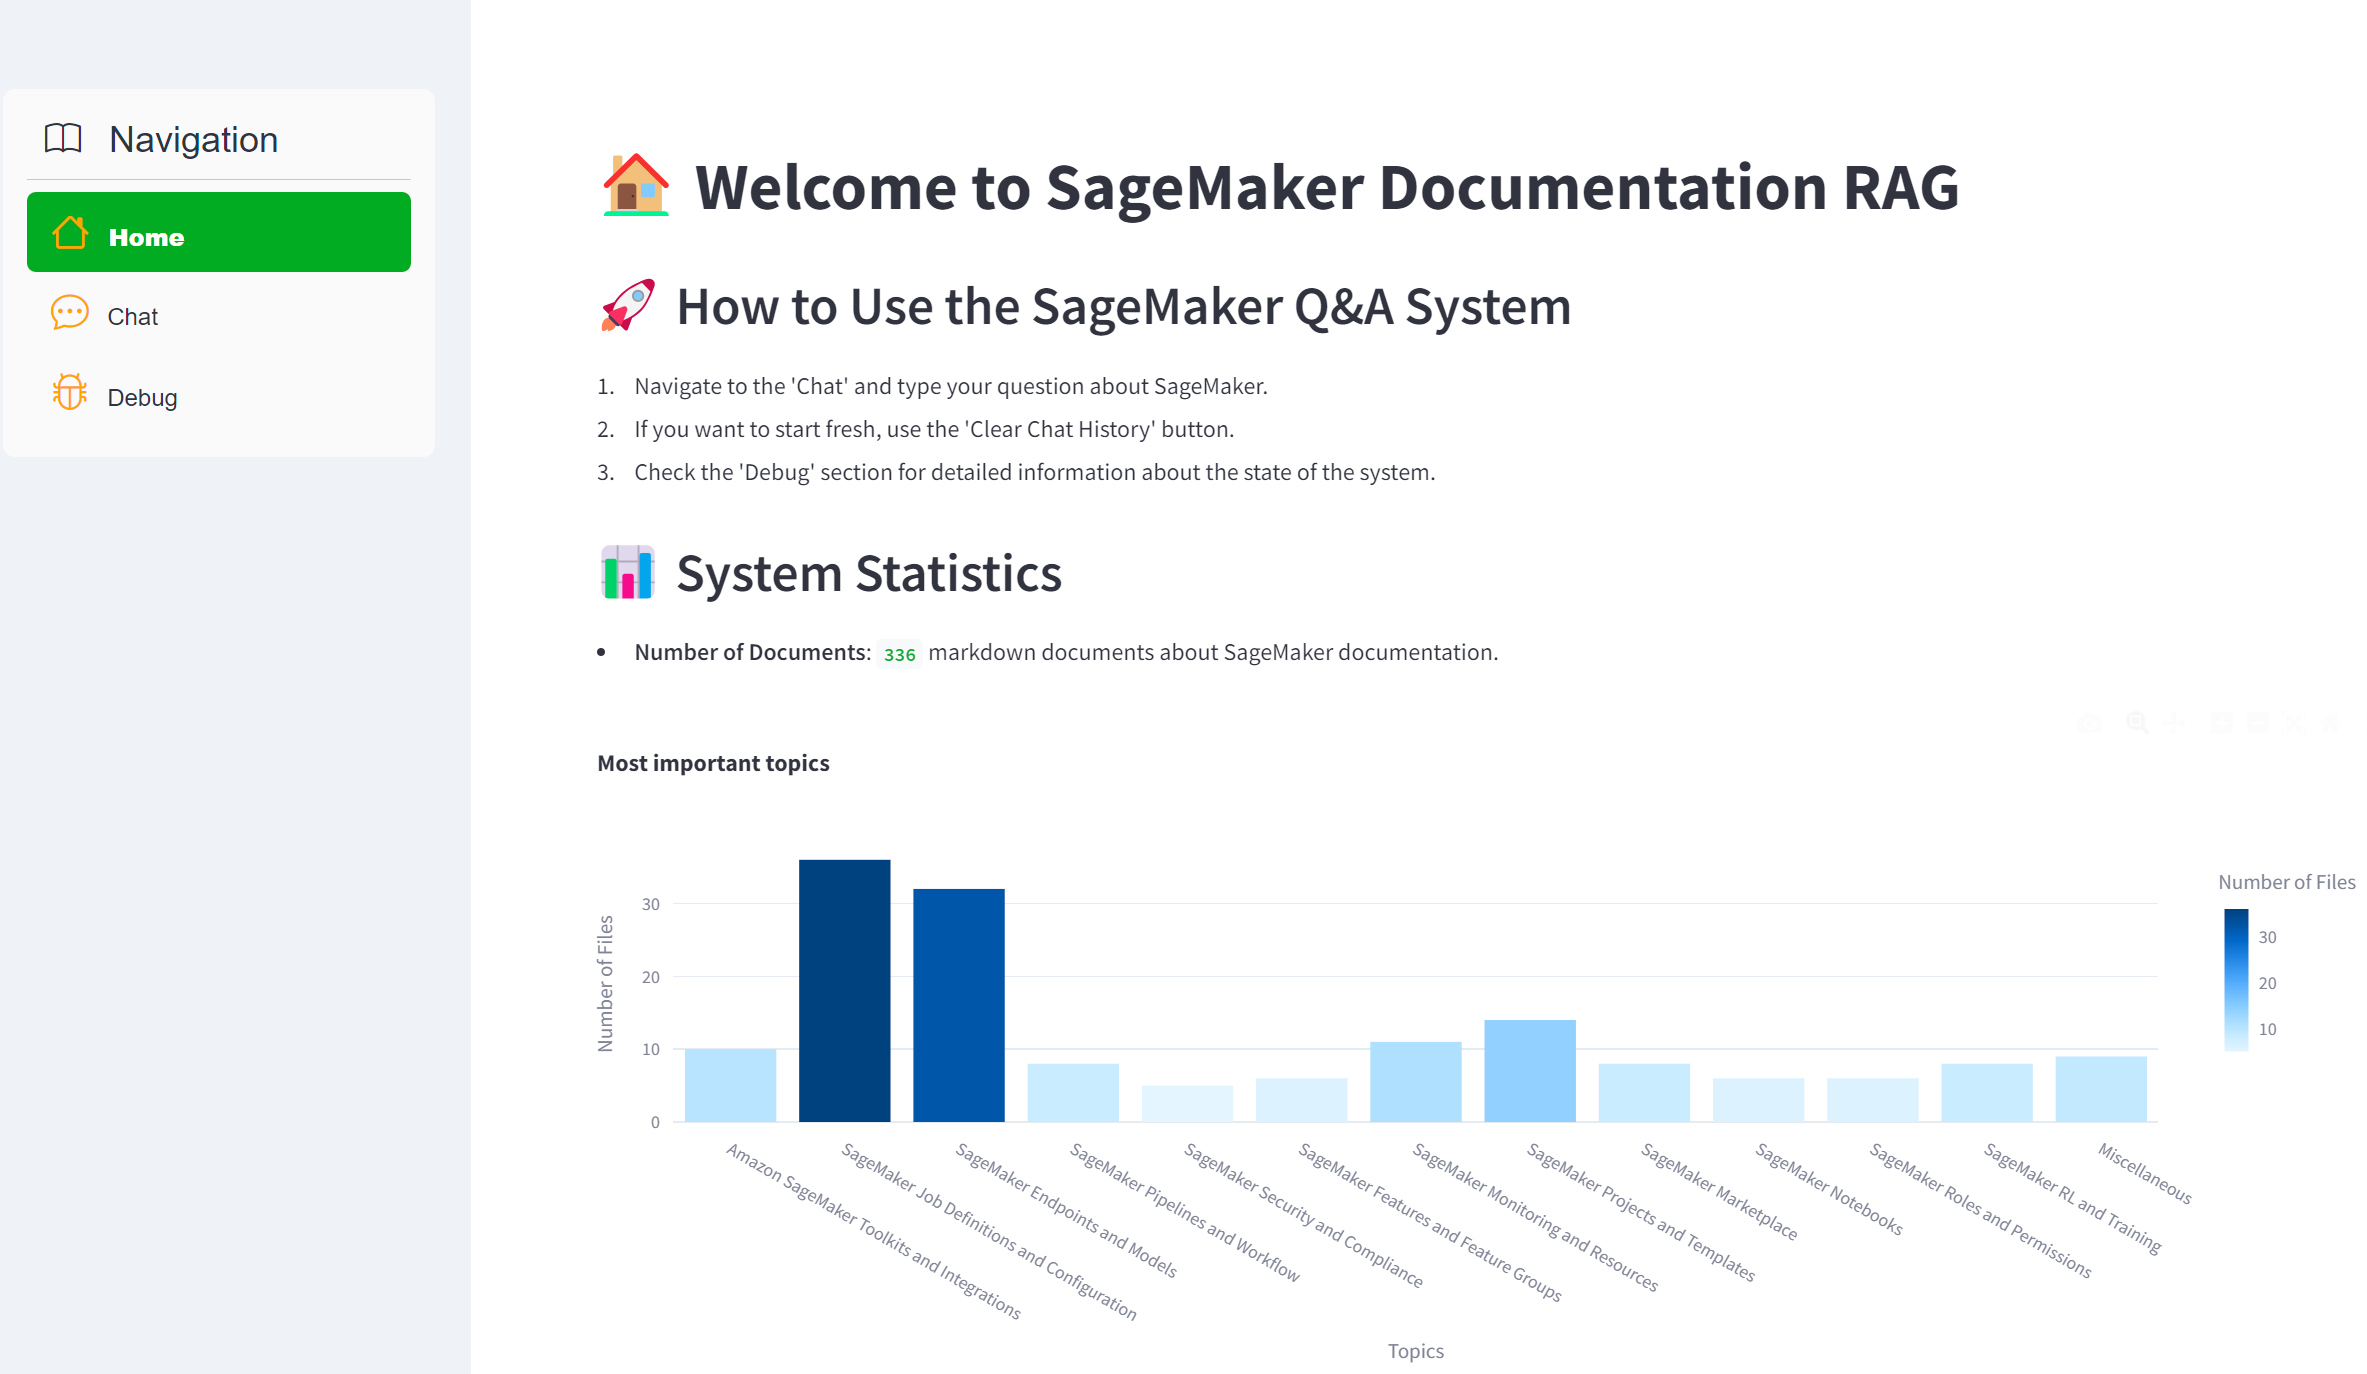 Navigation
Home
Chat
Debug
Welcome to SageMaker Documentation RAG
How to Use the SageMaker Q&A System
1. Navigate to the 'Chat' and type your question about SageMaker.
2. If you want to start fresh, use the 'Clear Chat History' button.
3. Check the 'Debug' section for detailed information about the state of the system.
System Statistics
• Number of Documents: 336 markdown documents about SageMaker documentation.
Most important topics
Number of Files
30
20
10
0
Amazon SageMaker Toolkits and Integrations
SageMaker Job Definitions and Configuration
SageMaker Endpoints and Models
SageMaker Pipelines and Workflow
SageMaker Security and Compliance
SageMaker Features and Feature Groups
SageMaker Monitoring and Resources
SageMaker Projects and Templates
SageMaker Marketplace
SageMaker Notebooks
SageMaker Roles and Permissions
SageMaker RL and Training
Miscellaneous
Topics
Number of Files
30
20
10